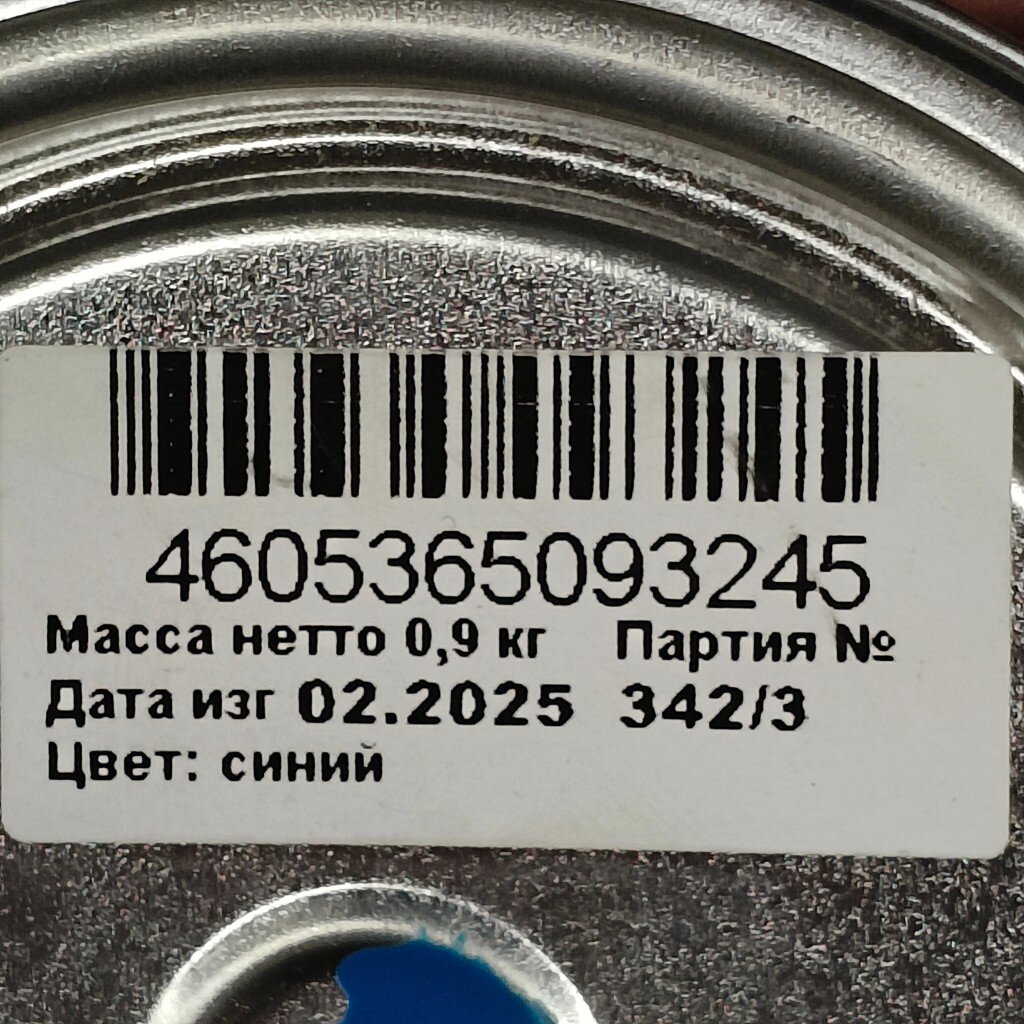 4605365093245
Масса нетто 0,9 кг Партия №
Дата изг 02.2025 342/3
Цвет: синий